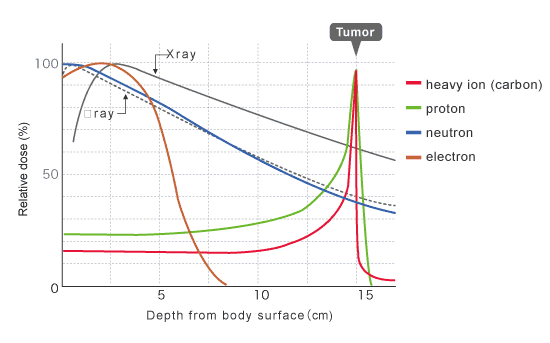 Tumor
100
Xray
□ray
heavy ion (carbon)
proton
neutron
electron
50
0
Relative dose (%)
5
10
15
Depth from body surface(cm)